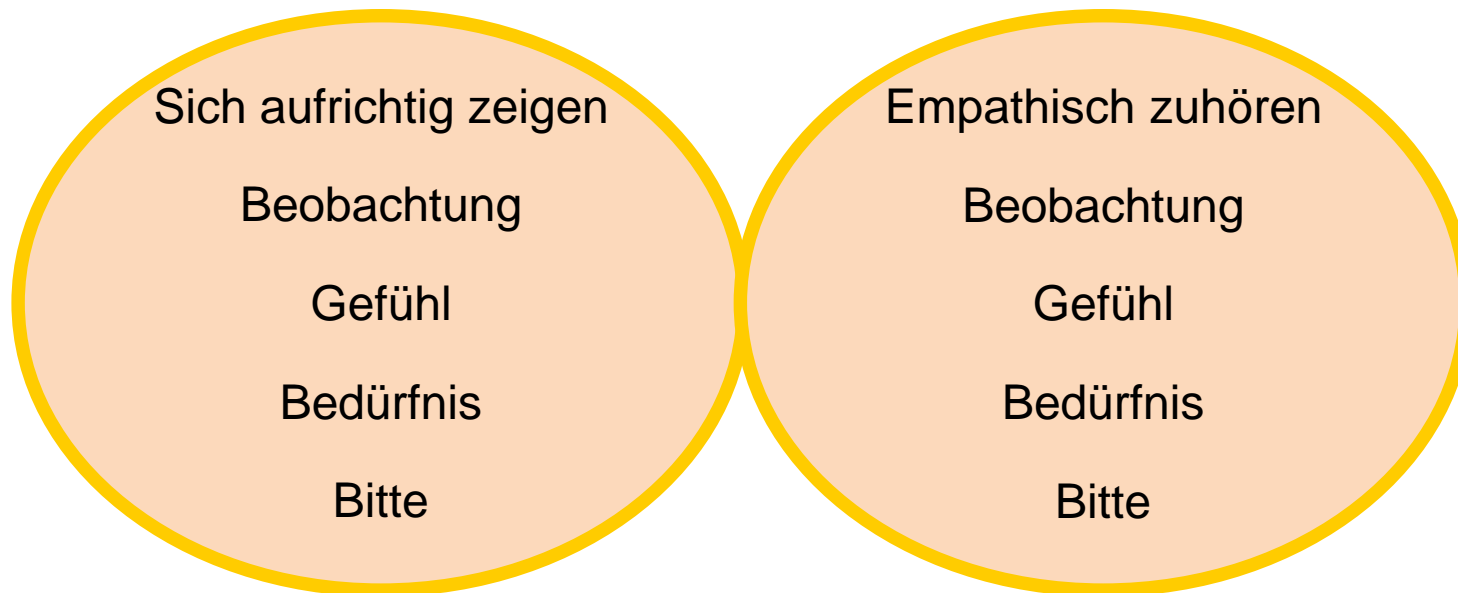 Sich aufrichtig zeigen
Beobachtung
Gefühl
Bedürfnis
Bitte
Empathisch zuhören
Beobachtung
Gefühl
Bedürfnis
Bitte